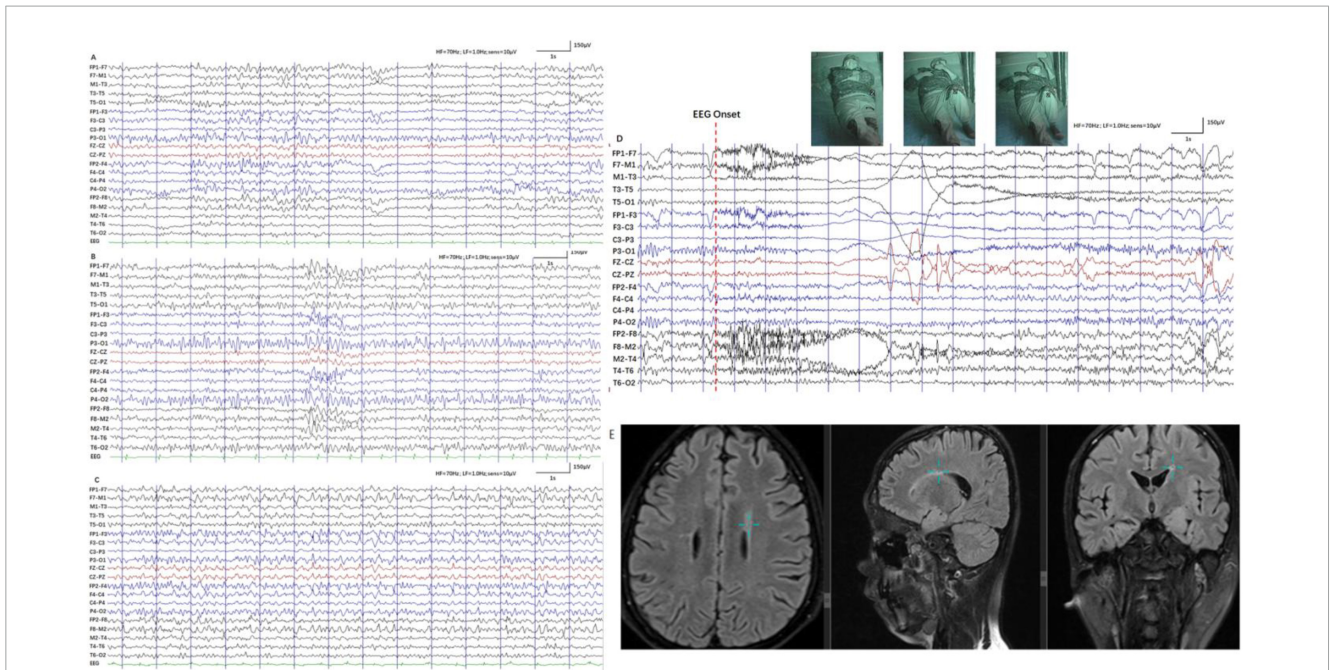 A
HF=70Hz; LF=1.0Hz;sens=10μV
150μV
1s
FP1-F7
F7-M1
M1-T3
T3-T5
T5-O1
FP1-F3
F3-C3
C3-P3
P3-O1
FZ-CZ
CZ-PZ
FP2-F4
F4-C4
C4-P4
P4-O2
FP2-F8
F8-M2
M2-T4
T4-T6
T6-O2
EEG
B
HF=70Hz; LF=1.0Hz;sens=10μV
1s
FP1-F7
F7-M1
M1-T3
T3-T5
T5-O1
FP1-F3
F3-C3
C3-P3
P3-O1
FZ-CZ
CZ-PZ
FP2-F4
F4-C4
C4-P4
P4-O2
FP2-F8
F8-M2
M2-T4
T4-T6
T6-O2
EEG
C
HF=70Hz; LF=1.0Hz;sens=10μV
150μV
1s
FP1-F7
F7-M1
M1-T3
T3-T5
T5-O1
FP1-F3
F3-C3
C3-P3
P3-O1
FZ-CZ
CZ-PZ
FP2-F4
F4-C4
C4-P4
P4-O2
FP2-F8
F8-M2
M2-T4
T4-T6
T6-O2
EEG
EEG Onset
D
HF=70Hz; LF=1.0Hz;sens=10μV
150μV
1s
FP1-F7
F7-M1
M1-T3
T3-T5
T5-O1
FP1-F3
F3-C3
C3-P3
P3-O1
FZ-CZ
CZ-PZ
FP2-F4
F4-C4
C4-P4
P4-O2
FP2-F8
F8-M2
M2-T4
T4-T6
T6-O2
E